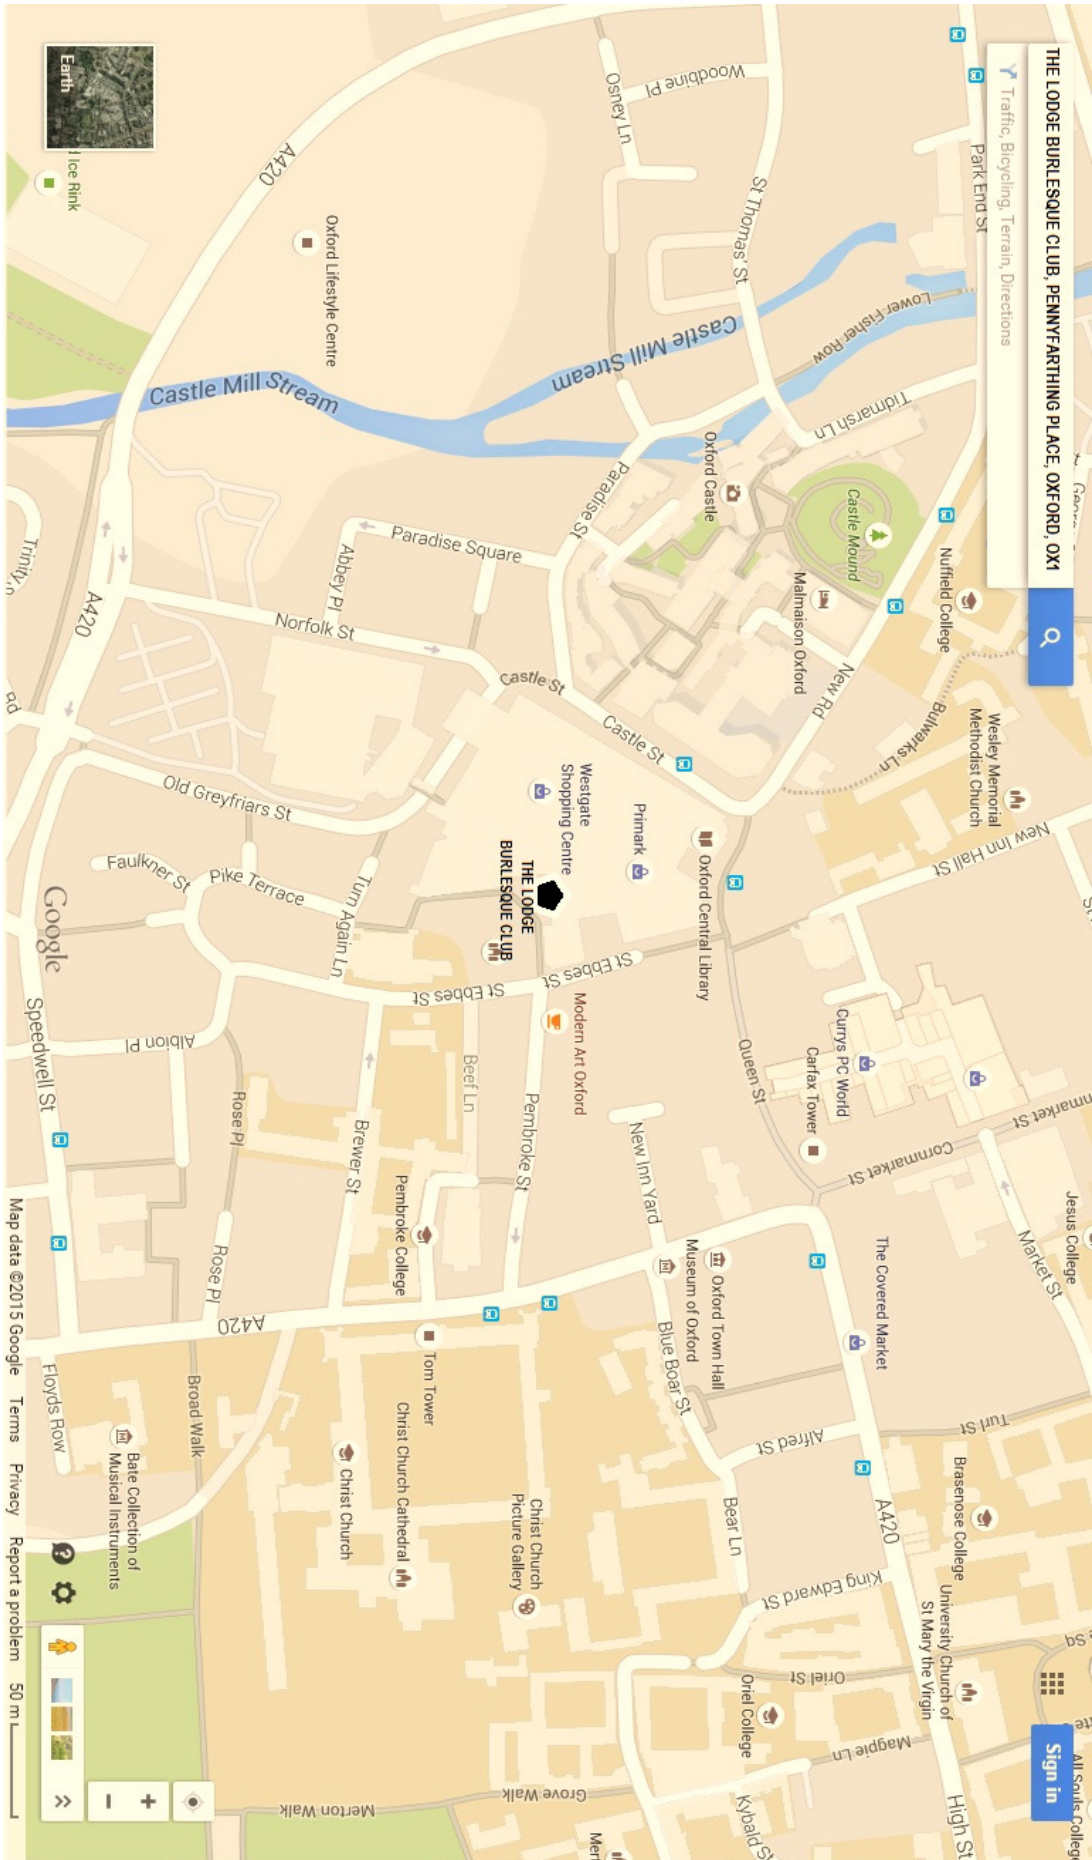 THE LODGE BURLESQUE CLUB, PENNYFARTHING PLACE, OXFORD, OX1
Traffic, Bicycling, Terrain, Directions
Sign in
Park End St
Nuffield College
Wesley Memorial
Methodist Church
New Inn Hall St
Bulwarks Ln
Cornmarket St
Market St
Jesus College
Turl St
Brasenose College
University Church of
St Mary the Virgin
All Souls College
High St
Woodbine Pl
Osney Ln
St Thomas' St
Lower Fisher Row
Tidmarsh Ln
Castle Mound
Oxford Castle
Malmaison Oxford
New Rd
Currys PC World
Carfax Tower
The Covered Market
A420
Alfred St
King Edward St
Oriel St
Oriel College
Magpie Ln
Kybald St
Castle Mill Stream
Castle Mill Stream
Paradise St
Castle St
Castle St
Primark
Oxford Central Library
Queen St
Westgate
Shopping Centre
THE LODGE
BURLESQUE CLUB
St Ebbes St
St Ebbes St
Modern Art Oxford
New Inn Yard
Oxford Town Hall
Museum of Oxford
Blue Boar St
Bear Ln
Christ Church
Picture Gallery
Grove Walk
Merton Walk
Oxford Lifestyle Centre
A420
Paradise Square
Abbey Pl
Norfolk St
Pembroke St
Beef Ln
Brewer St
Pembroke College
Tom Tower
Christ Church Cathedral
Christ Church
Old Greyfriars St
Turn Again Ln
Pike Terrace
Faulkner St
Albion Pl
Rose Pl
Rose Pl
A420
Broad Walk
Bate Collection of
Musical Instruments
Floyds Row
Speedwell St
A420
Ice Rink
Earth
Google
Map data ©2015 Google Terms Privacy Report a problem 50 m